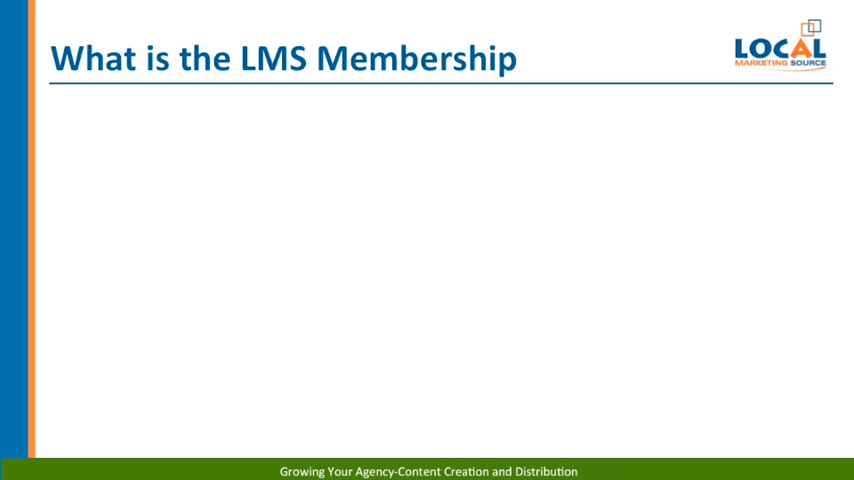 What is the LMS Membership
LOCAL
MARKETING SOURCE
Growing Your Agency-Content Creation and Distribution